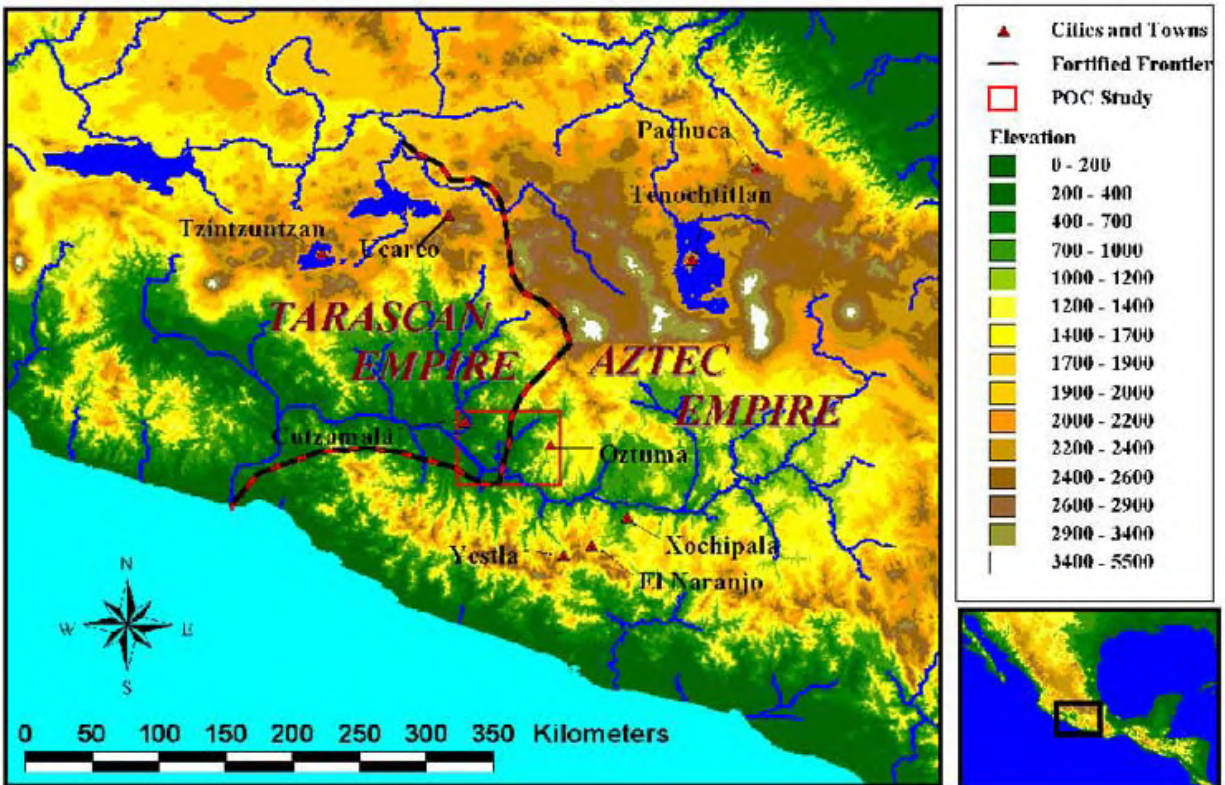 Pachuca
Tenochtitlan
Tzintzuntzan
Ucareo
TARASCAN
EMPIRE
AZTEC
EMPIRE
Cutzamala
Oztuma
Xochipala
Yestla
El Naranjo
N
W E
S
0 50 100 150 200 250 300 350 Kilometers
Cities and Towns
Fortified Frontier
POC Study
Elevation
0 - 200
200 - 400
400 - 700
700 - 1000
1000 - 1200
1200 - 1400
1400 - 1700
1700 - 1900
1900 - 2000
2000 - 2200
2200 - 2400
2400 - 2600
2600 - 2900
2900 - 3400
3400 - 5500